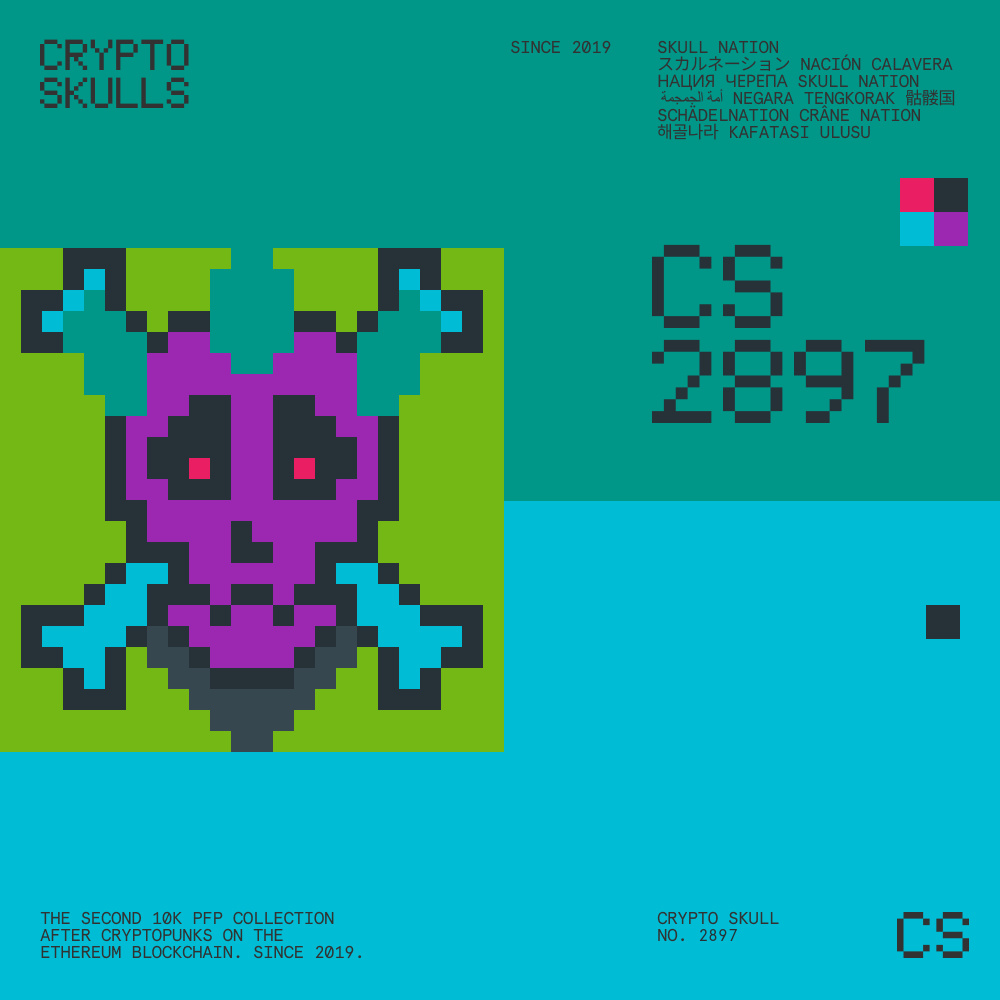 CRYPTO
SKULLS
SINCE 2019
SKULL NATION
スカルネーション NACIÓN CALAVERA
НАЦИЯ ЧЕРЕПА SKULL NATION
أمة الجمجمة NEGARA TENGKORAK 骷髅国
SCHÄDELNATION CRÂNE NATION
해골나라 KAFATASI ULUSU
CS
2897
THE SECOND 10K PFP COLLECTION
AFTER CRYPTOPUNKS ON THE
ETHEREUM BLOCKCHAIN. SINCE 2019.
CRYPTO SKULL
NO. 2897
CS